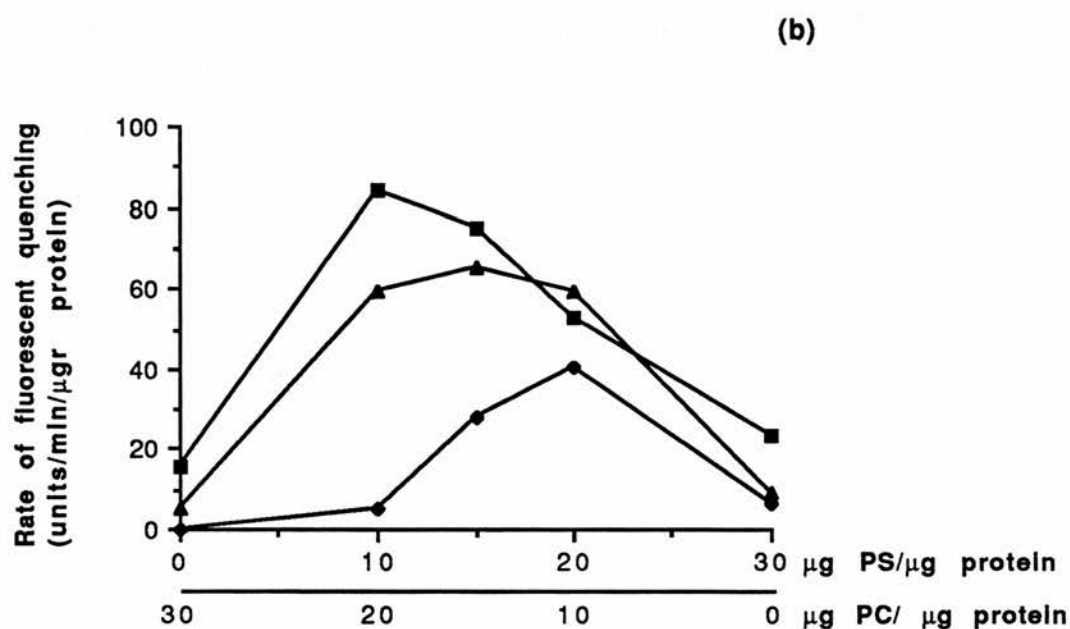 (b)
Rate of fluorescent quenching
(units/min/µgr protein)
100
80
60
40
20
0
0 10 20 30 µg PS/µg protein
30 20 10 0 µg PC/ µg protein